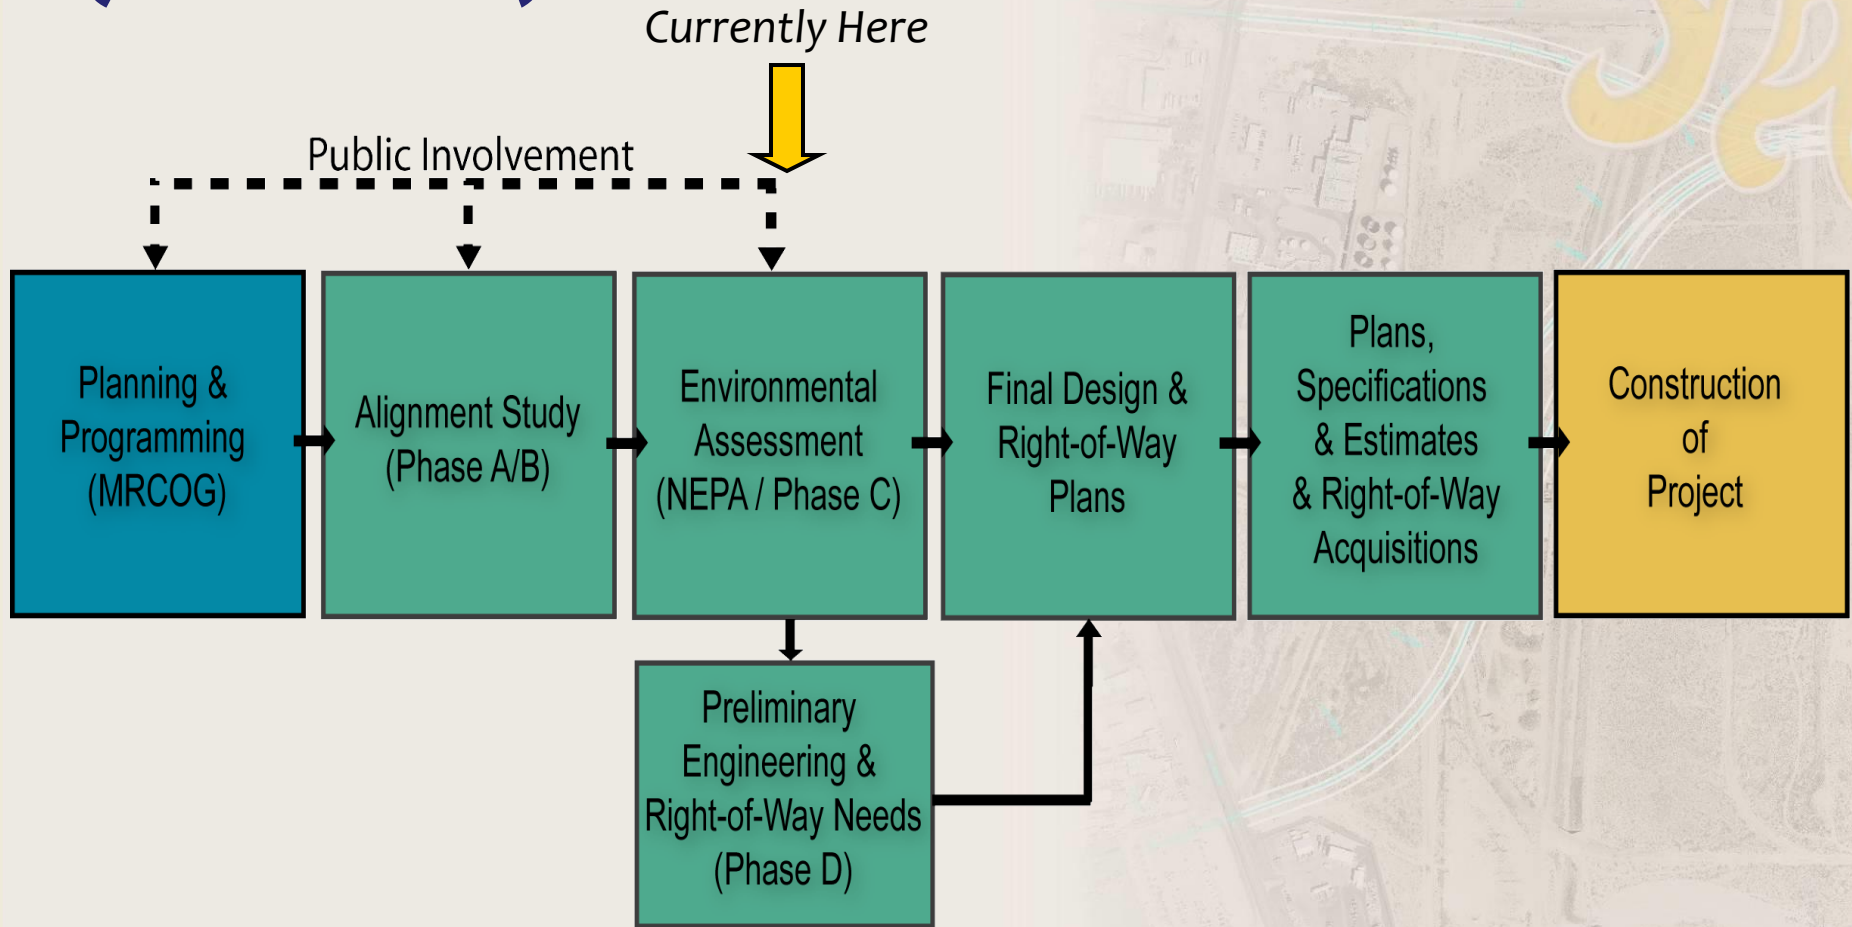 Currently Here
Public Involvement
Planning &
Programming
(MRCOG)
Alignment Study
(Phase A/B)
Environmental
Assessment
(NEPA / Phase C)
Final Design &
Right-of-Way
Plans
Plans,
Specifications
& Estimates
& Right-of-Way
Acquisitions
Construction
of
Project
Preliminary
Engineering &
Right-of-Way Needs
(Phase D)